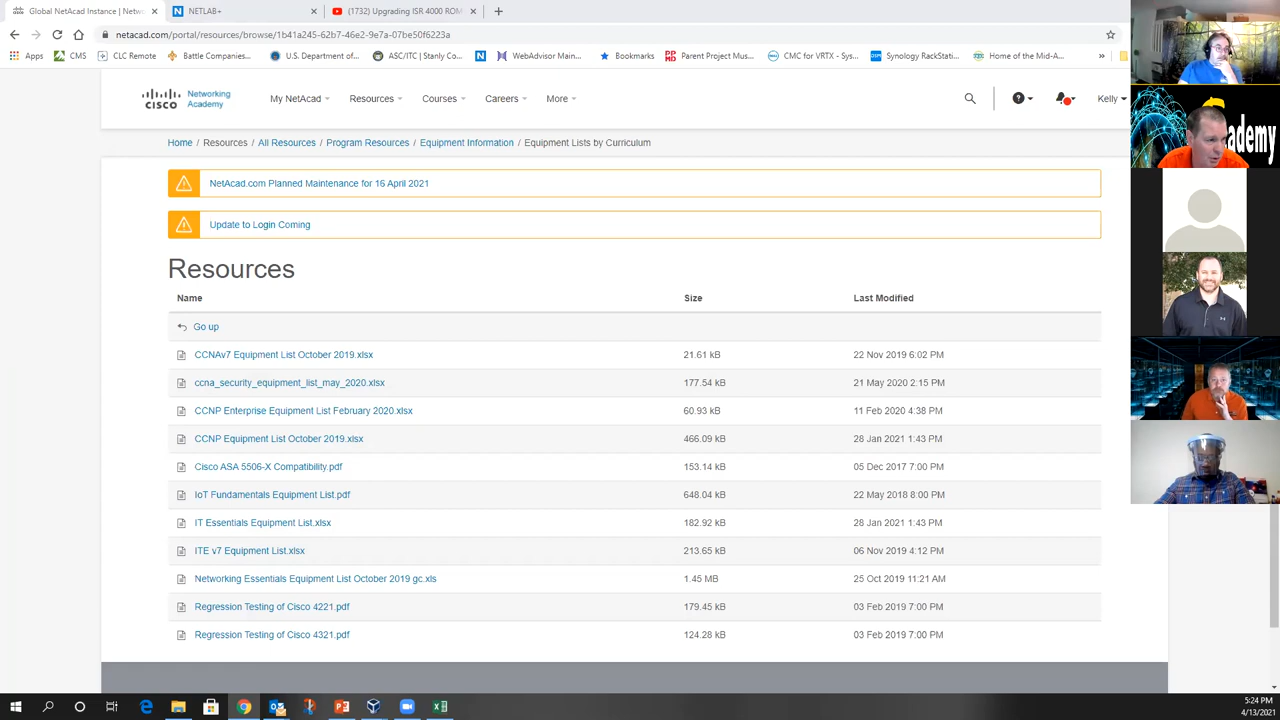 Global NetAcad Instance | Netw
NETLAB+
(1732) Upgrading ISR 4000 ROM
netacad.com/portal/resources/browse/1b41a245-62b7-46e2-9e7a-07be50f6223a
Apps
CMS
CLC Remote
Battle Companies...
U.S. Department of...
ASC/ITC | Stanly Co...
WebAdvisor Main...
Bookmarks
Parent Project Mus...
CMC for VRTX - Sys...
Synology RackStati...
Home of the Mid-A...
CISCO
Networking
Academy
My NetAcad
Resources
Courses
Careers
More
Kelly
Home / Resources / All Resources / Program Resources / Equipment Information / Equipment Lists by Curriculum
NetAcad.com Planned Maintenance for 16 April 2021
Update to Login Coming
Resources
Name Size Last Modified
Go up
CCNAv7 Equipment List October 2019.xlsx 21.61 kB 22 Nov 2019 6:02 PM
ccna_security_equipment_list_may_2020.xlsx 177.54 kB 21 May 2020 2:15 PM
CCNP Enterprise Equipment List February 2020.xlsx 60.93 kB 11 Feb 2020 4:38 PM
CCNP Equipment List October 2019.xlsx 466.09 kB 28 Jan 2021 1:43 PM
Cisco ASA 5506-X Compatibility.pdf 153.14 kB 05 Dec 2017 7:00 PM
IoT Fundamentals Equipment List.pdf 648.04 kB 22 May 2018 8:00 PM
IT Essentials Equipment List.xlsx 182.92 kB 28 Jan 2021 1:43 PM
ITE v7 Equipment List.xlsx 213.65 kB 06 Nov 2019 4:12 PM
Networking Essentials Equipment List October 2019 gc.xls 1.45 MB 25 Oct 2019 11:21 AM
Regression Testing of Cisco 4221.pdf 179.45 kB 03 Feb 2019 7:00 PM
Regression Testing of Cisco 4321.pdf 124.28 kB 03 Feb 2019 7:00 PM
ademy
5:24 PM
4/13/2021